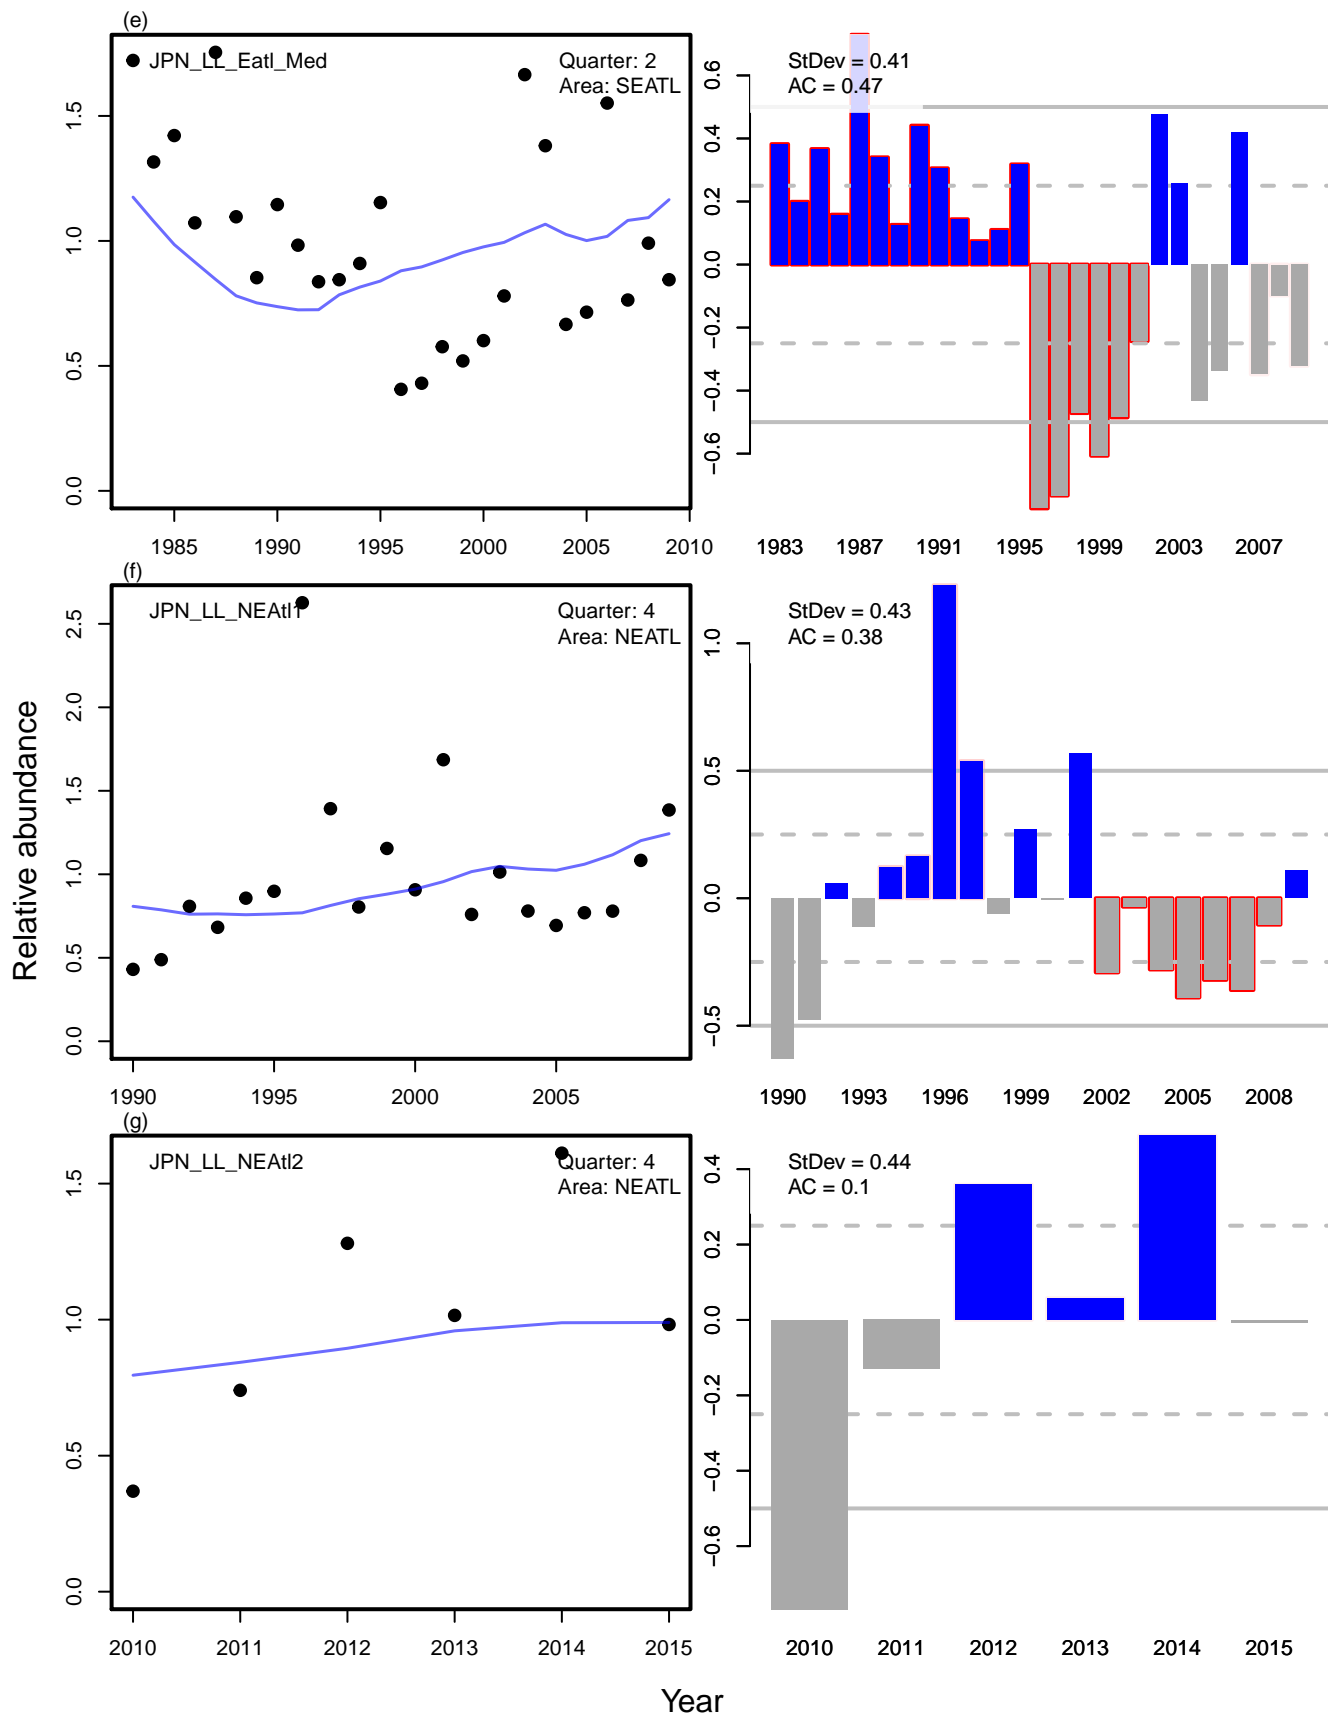 (e)
JPN_LL_Eatl_Med
Quarter: 2
Area: SEATL
0.0 0.5 1.0 1.5
1985 1990 1995 2000 2005 2010
StDev = 0.41
AC = 0.47
−0.6 −0.4 −0.2 0.0 0.2 0.4 0.6
1983 1987 1991 1995 1999 2003 2007
(f)
JPN_LL_NEAtl1
Quarter: 4
Area: NEATL
0.0 0.5 1.0 1.5 2.0 2.5
1990 1995 2000 2005
StDev = 0.43
AC = 0.38
−0.5 0.0 0.5 1.0
1990 1993 1996 1999 2002 2005 2008
(g)
JPN_LL_NEAtl2
Quarter: 4
Area: NEATL
0.0 0.5 1.0 1.5
2010 2011 2012 2013 2014 2015
StDev = 0.44
AC = 0.1
−0.6 −0.4 −0.2 0.0 0.2 0.4
2010 2011 2012 2013 2014 2015
Relative abundance
Year